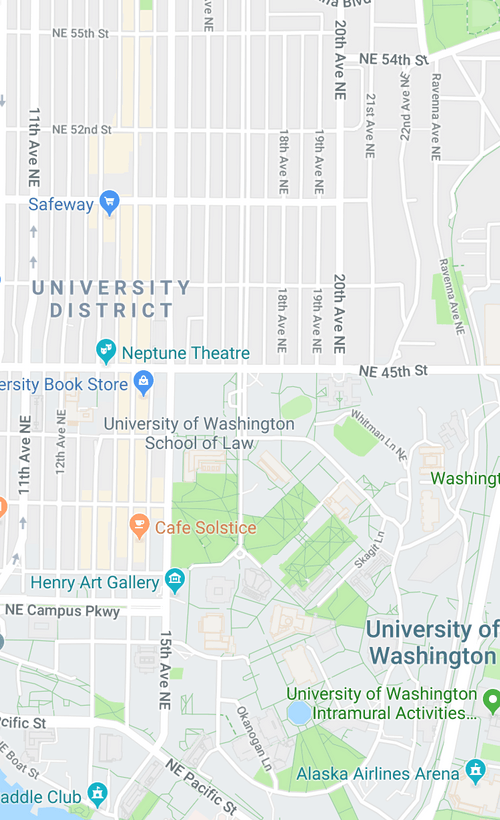 NE 55th St
20th Ave NE
NE 54th St
11th Ave NE
NE 52nd St
18th Ave NE
19th Ave NE
21st Ave NE
22nd Ave NE
Ravenna Ave NE
Safeway
UNIVERSITY
DISTRICT
18th Ave NE
19th Ave NE
20th Ave NE
Ravenna Ave NE
Neptune Theatre
NE 45th St
ersity Book Store
11th Ave NE
12th Ave NE
University of Washington
School of Law
Whitman Ln NE
Washingt
Cafe Solstice
Skagit Ln
Henry Art Gallery
NE Campus Pkwy
15th Ave NE
University of
Washington
University of Washington
Intramural Activities...
cific St
Okanogan Ln
NE Boat St
NE Pacific St
Alaska Airlines Arena
addle Club